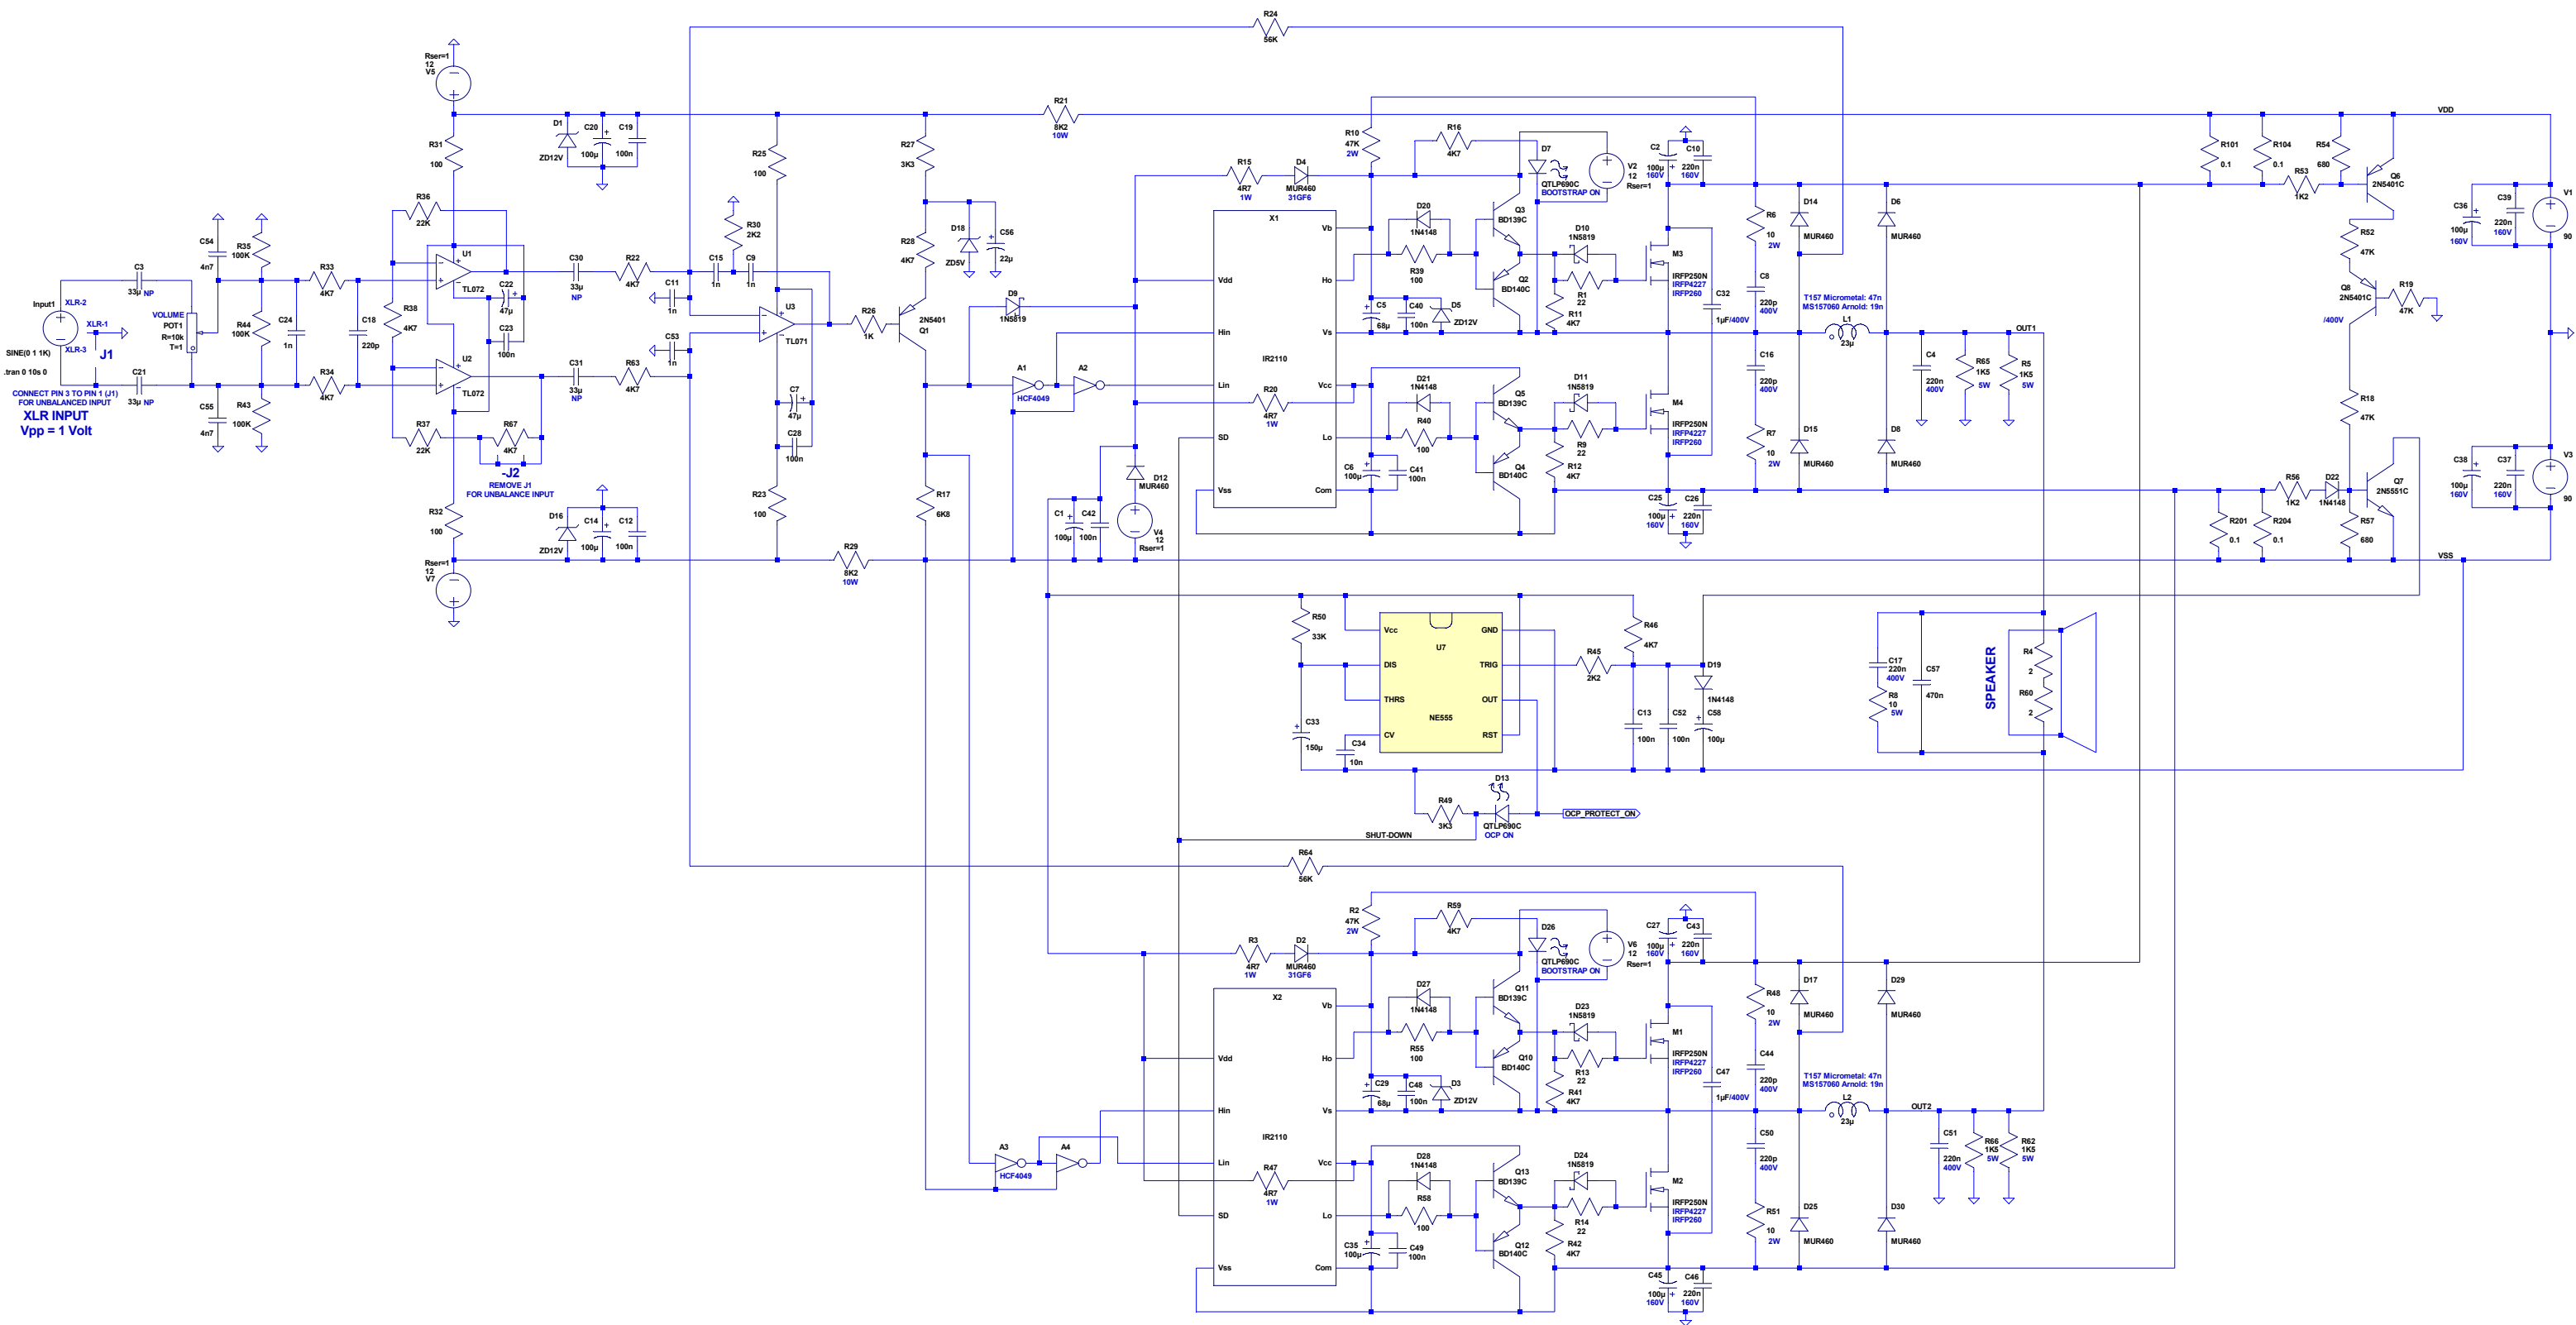 R24
56K
Rser=1
12
V5
R21
8K2
10W
VDD
D1
ZD12V
C20
100µ
C19
100n
R31
100
R25
100
R27
3K3
R10
47K
2W
R16
4K7
D7
QTLP690C
BOOTSTRAP ON
V2
12
Rser=1
C2
100µ
160V
C10
220n
160V
R101
0.1
R104
0.1
R54
680
R53
1K2
Q6
2N5401C
C36
100µ
160V
C39
220n
160V
V1
90
R15
4R7
1W
D4
MUR460
31GF6
R36
22K
C54
4n7
R35
100K
R33
4K7
U1
TL072
C22
47µ
C23
100n
C30
33µ
NP
R22
4K7
R30
2K2
C15
1n
C9
1n
C11
1n
C53
1n
U3
TL071
R28
4K7
D18
ZD5V
C56
22µ
R26
1K
2N5401
Q1
D9
1N5819
X1
Vb
Vdd
Ho
Hin
Vs
IR2110
Lin
Vcc
SD
Lo
Vss
Com
D20
1N4148
R39
100
Q3
BD139C
Q2
BD140C
D10
1N5819
R1
22
R11
4K7
M3
IRFP250N
IRFP4227
IRFP260
C5
68µ
C40
100n
D5
ZD12V
C32
1µF/400V
R6
10
2W
C8
220p
400V
D14
MUR460
D6
MUR460
T157 Micrometal: 47n
MS157060 Arnold: 19n
L1
23µ
OUT1
R52
47K
Q8
2N5401C
R19
47K
/400V
Input1
XLR-2
XLR-1
XLR-3
J1
SINE(0 1 1K)
.tran 0 10s 0
C3
33µ NP
VOLUME
POT1
R=10k
T=1
C21
33µ NP
R44
100K
C24
1n
C18
220p
R38
4K7
R34
4K7
U2
TL072
C55
4n7
R43
100K
CONNECT PIN 3 TO PIN 1 (J1)
FOR UNBALANCED INPUT
XLR INPUT
Vpp = 1 Volt
R37
22K
R67
4K7
-J2
REMOVE J1
FOR UNBALANCE INPUT
C31
33µ
NP
R63
4K7
C7
47µ
C28
100n
A1
HCF4049
A2
R20
4R7
1W
D21
1N4148
R40
100
Q5
BD139C
Q4
BD140C
D11
1N5819
R9
22
R12
4K7
M4
IRFP250N
IRFP4227
IRFP260
C6
100µ
C41
100n
C16
220p
400V
R7
10
2W
D15
MUR460
D8
MUR460
C4
220n
400V
R65
1K5
5W
R5
1K5
5W
R18
47K
R32
100
D16
ZD12V
C14
100µ
C12
100n
R23
100
R29
8K2
10W
R17
6K8
C1
100µ
C42
100n
D12
MUR460
V4
12
Rser=1
C25
100µ
160V
C26
220n
160V
R201
0.1
R204
0.1
R56
1K2
D22
1N4148
R57
680
Q7
2N5551C
C38
100µ
160V
C37
220n
160V
V3
90
VSS
Rser=1
12
V7
R50
33K
C33
150µ
C34
10n
Vcc
GND
U7
DIS
TRIG
THRS
OUT
NE555
CV
RST
R45
2K2
R46
4K7
D19
1N4148
C13
100n
C52
100n
C58
100µ
C17
220n
400V
R8
10
5W
C57
470n
SPEAKER
R4
2
R60
2
R49
3K3
D13
QTLP690C
OCP ON
OCP_PROTECT_ON
SHUT-DOWN
R64
56K
R2
47K
2W
R59
4K7
D26
QTLP690C
BOOTSTRAP ON
V6
12
Rser=1
C27
100µ
160V
C43
220n
160V
R3
4R7
1W
D2
MUR460
31GF6
X2
Vb
Vdd
Ho
Hin
Vs
IR2110
Lin
Vcc
SD
Lo
Vss
Com
D27
1N4148
R55
100
Q11
BD139C
Q10
BD140C
D23
1N5819
R13
22
R41
4K7
M1
IRFP250N
IRFP4227
IRFP260
C29
68µ
C48
100n
D3
ZD12V
C47
1µF/400V
R48
10
2W
C44
220p
400V
D17
MUR460
D29
MUR460
T157 Micrometal: 47n
MS157060 Arnold: 19n
L2
23µ
OUT2
A3
HCF4049
A4
R47
4R7
1W
D28
1N4148
R58
100
Q13
BD139C
Q12
BD140C
D24
1N5819
R14
22
R42
4K7
M2
IRFP250N
IRFP4227
IRFP260
C35
100µ
C49
100n
C50
220p
400V
R51
10
2W
D25
MUR460
D30
MUR460
C51
220n
400V
R66
1K5
5W
R62
1K5
5W
C45
100µ
160V
C46
220n
160V